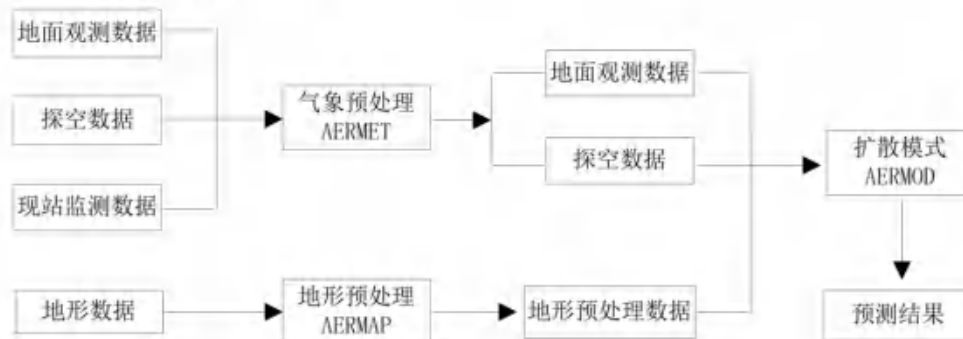 地面观测数据
探空数据
现站监测数据
地形数据
气象预处理
AERMET
地形预处理
AERMAP
地面观测数据
探空数据
地形预处理数据
扩散模式
AERMOD
预测结果